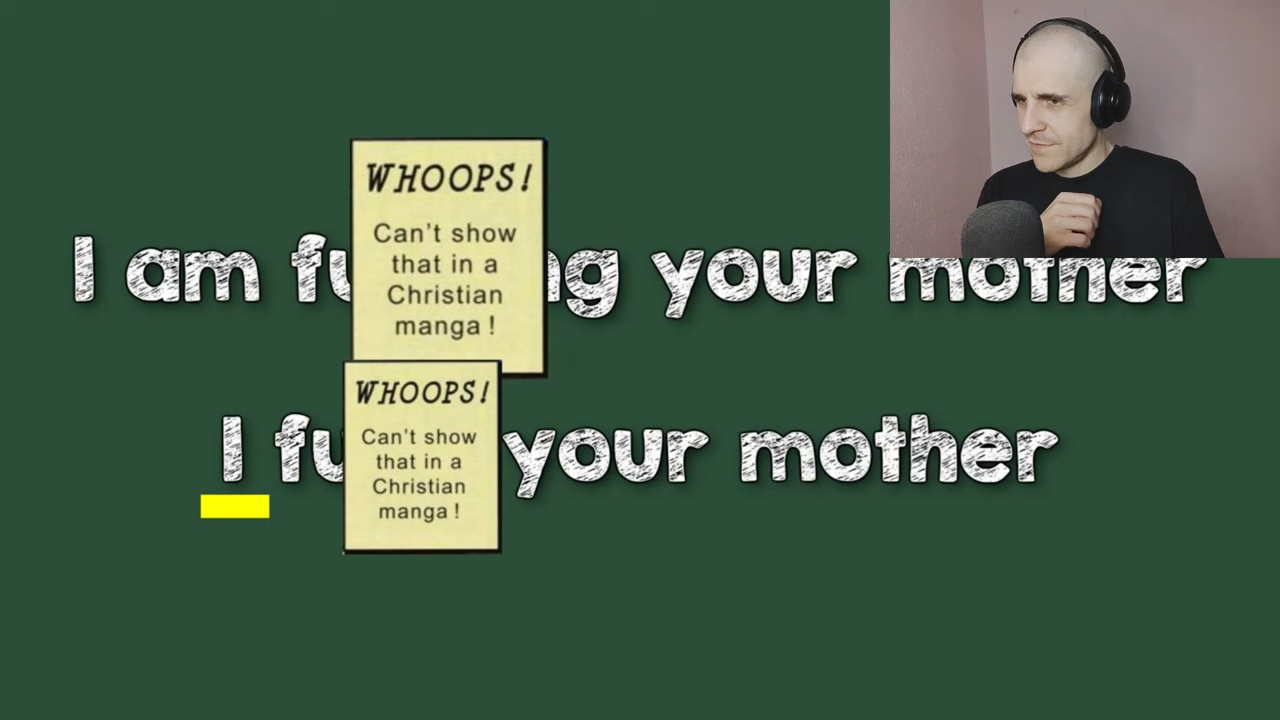 WHOOPS!
Can't show
that in a
Christian
manga!
I am fu ng your mother
WHOOPS!
Can't show
that in a
Christian
manga!
I fu your mother